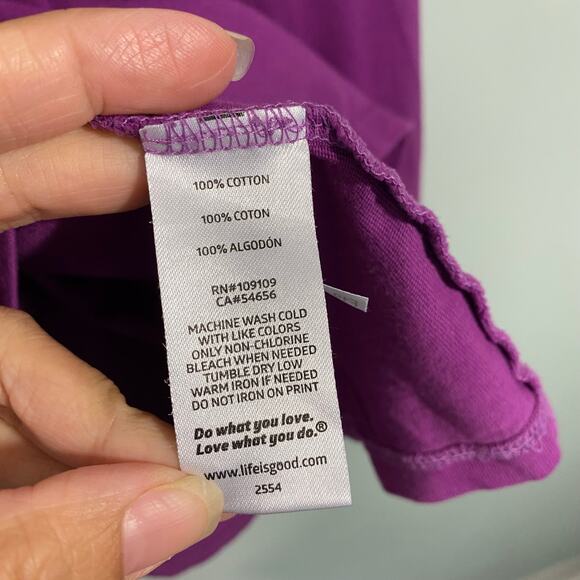 100% COTTON
100% COTON
100% ALGODÓN
RN#109109
CA#54656
MACHINE WASH COLD
WITH LIKE COLORS
ONLY NON-CHLORINE
BLEACH WHEN NEEDED
TUMBLE DRY LOW
WARM IRON IF NEEDED
DO NOT IRON ON PRINT
Do what you love.
Love what you do.®
www.lifeisgood.com
2554